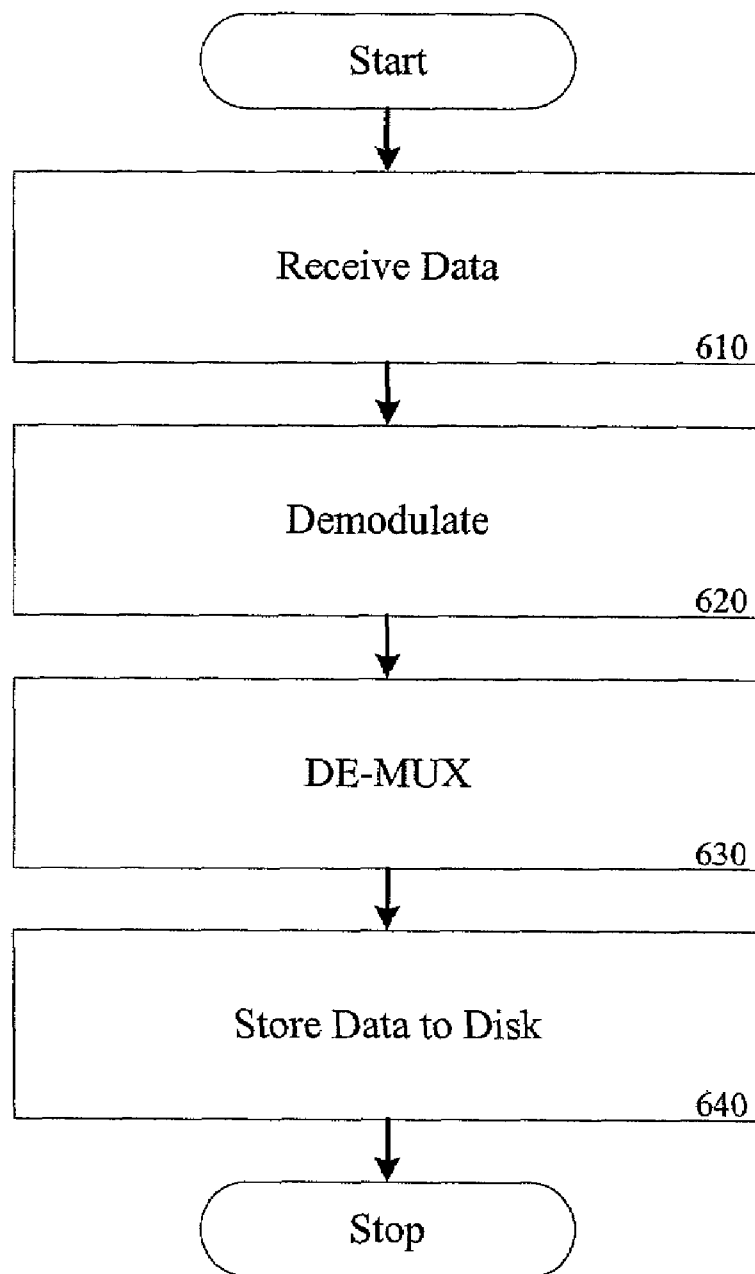 Start
Receive Data
610
Demodulate
620
DE-MUX
630
Store Data to Disk
640
Stop